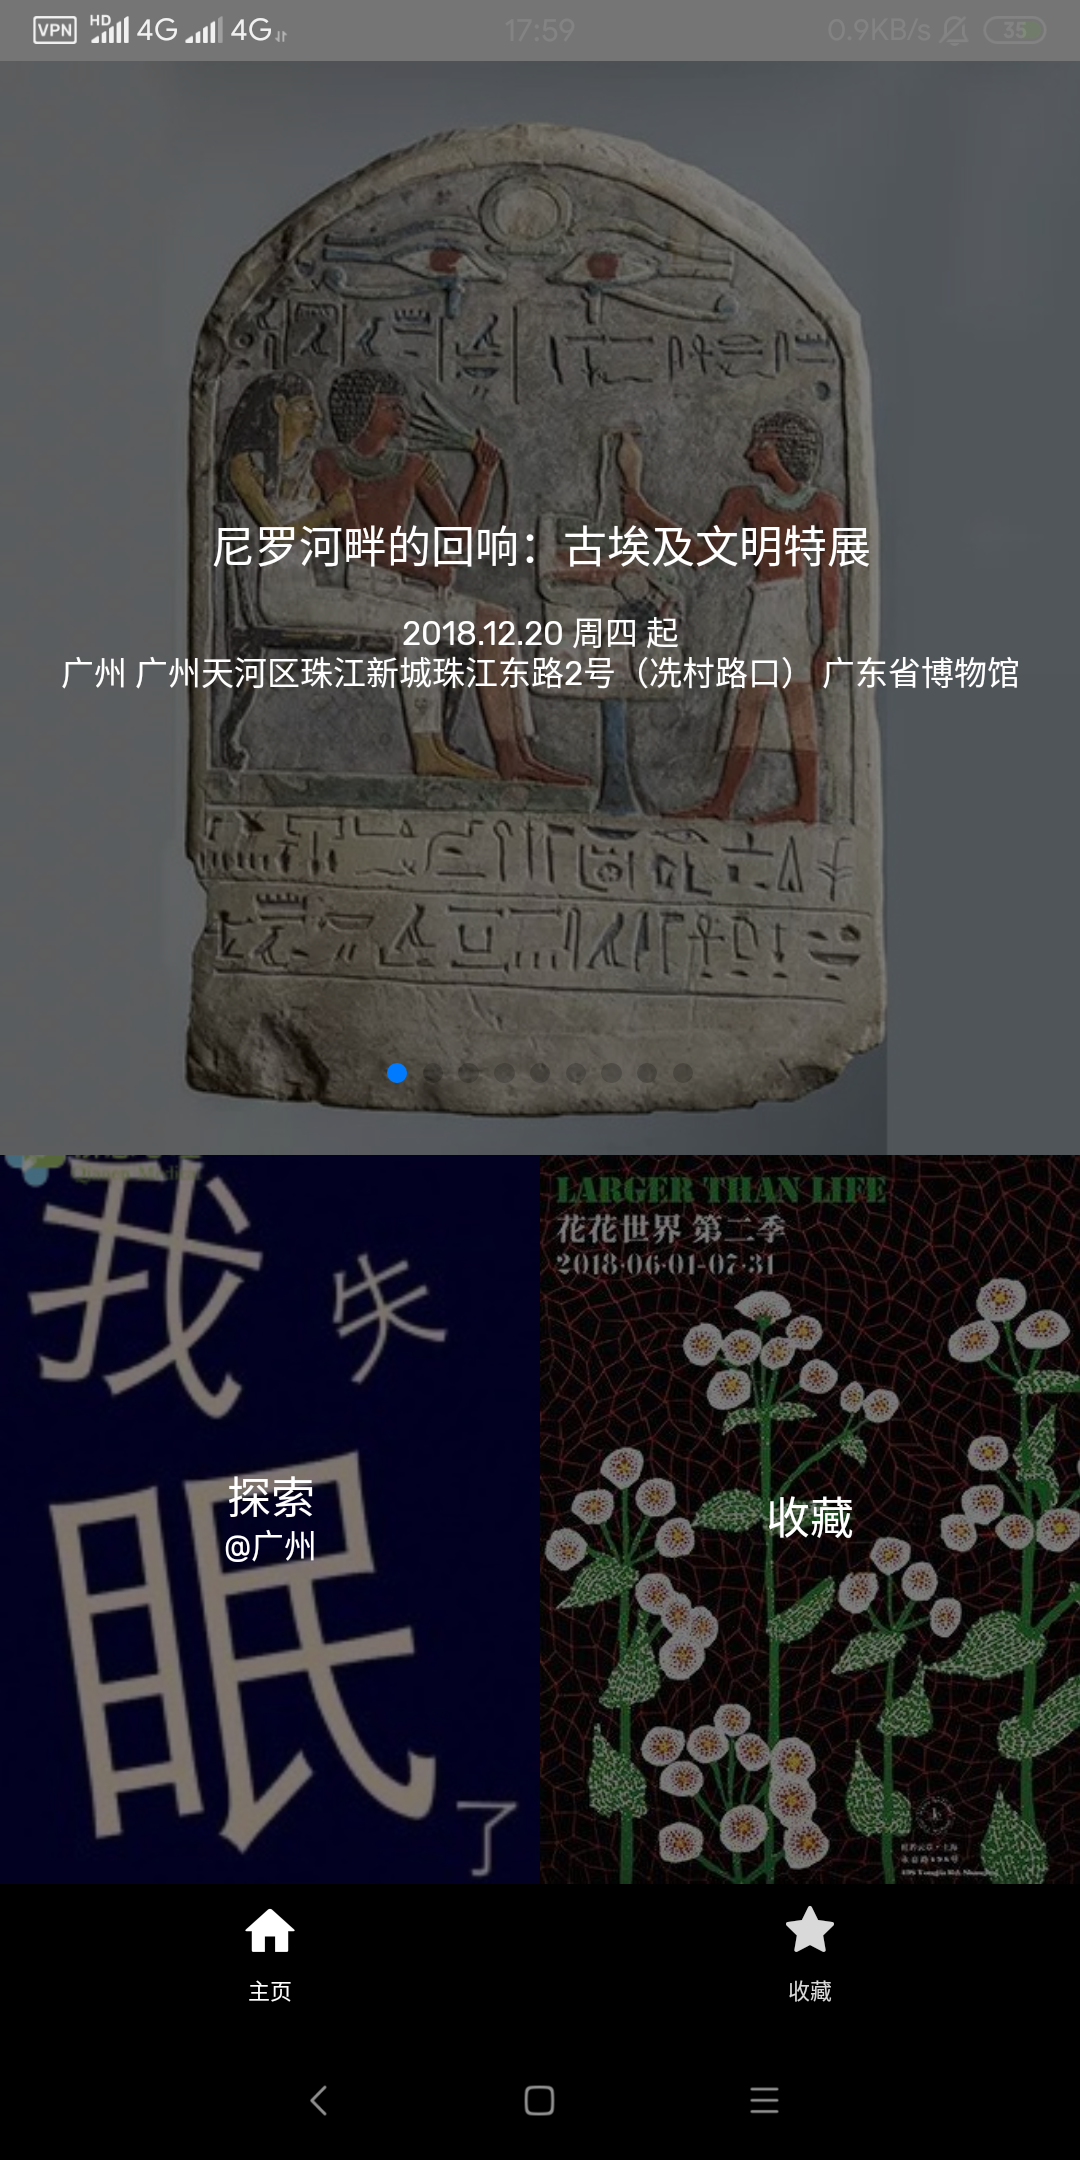 VPN HD 4G 4G 17:59 0.9KB/s 35
尼罗河畔的回响：古埃及文明特展
2018.12.20 周四 起
广州 广州天河区珠江新城珠江东路2号（冼村路口） 广东省博物馆
我
失
眠
了
探索
@广州
LARGER THAN LIFE
花花世界 第二季
2018·06·01-07·31
收藏
主页
收藏